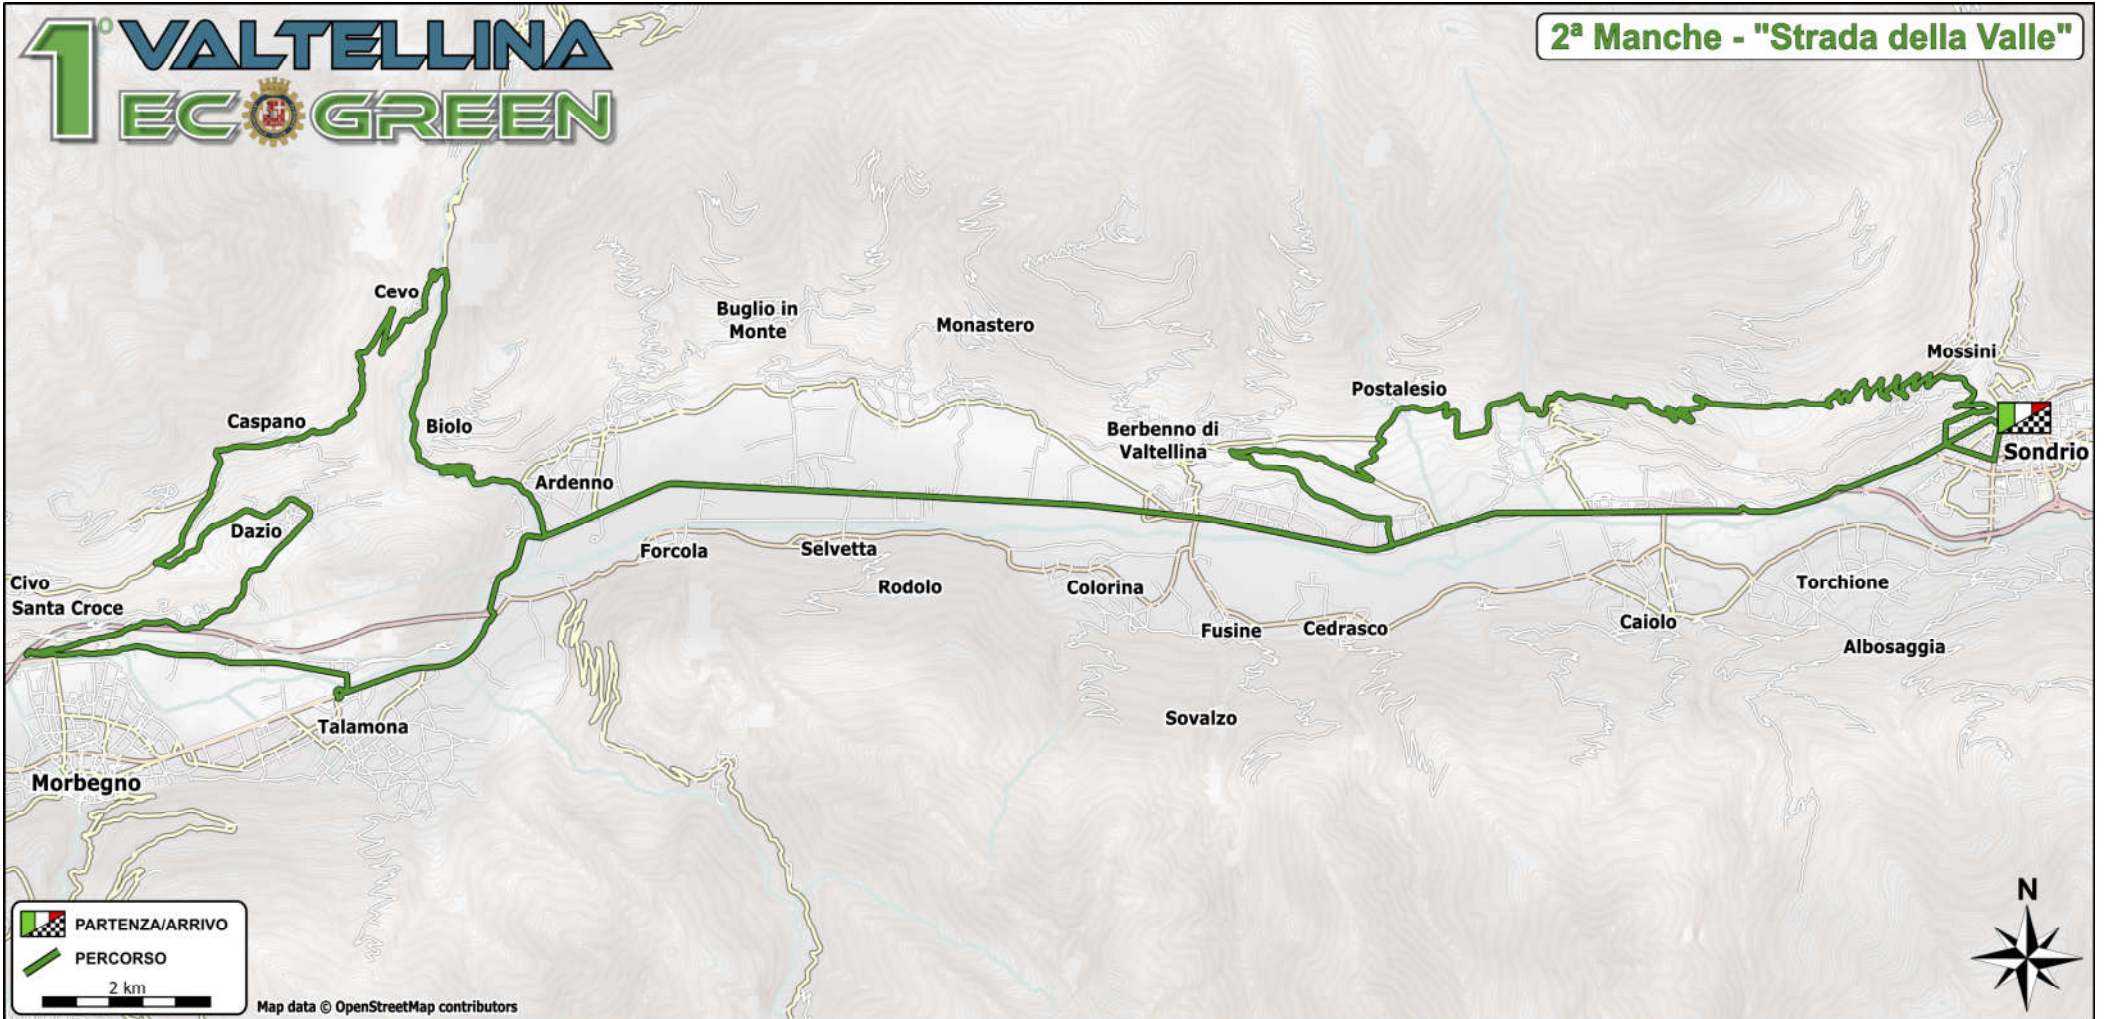 1° VALTELLINA
ECOGREEN
2ª Manche - "Strada della Valle"
Cevo
Buglio in
Monte
Monastero
Mossini
Postalesio
Caspano
Biolo
Berbenno di
Valtellina
Sondrio
Ardenno
Dazio
Forcola
Selvetta
Civo
Rodolo
Colorina
Torchione
Santa Croce
Fusine
Cedrasco
Caiolo
Albosaggia
Talamona
Sovalzo
Morbegno
N
PARTENZA/ARRIVO
PERCORSO
2 km
Map data © OpenStreetMap contributors